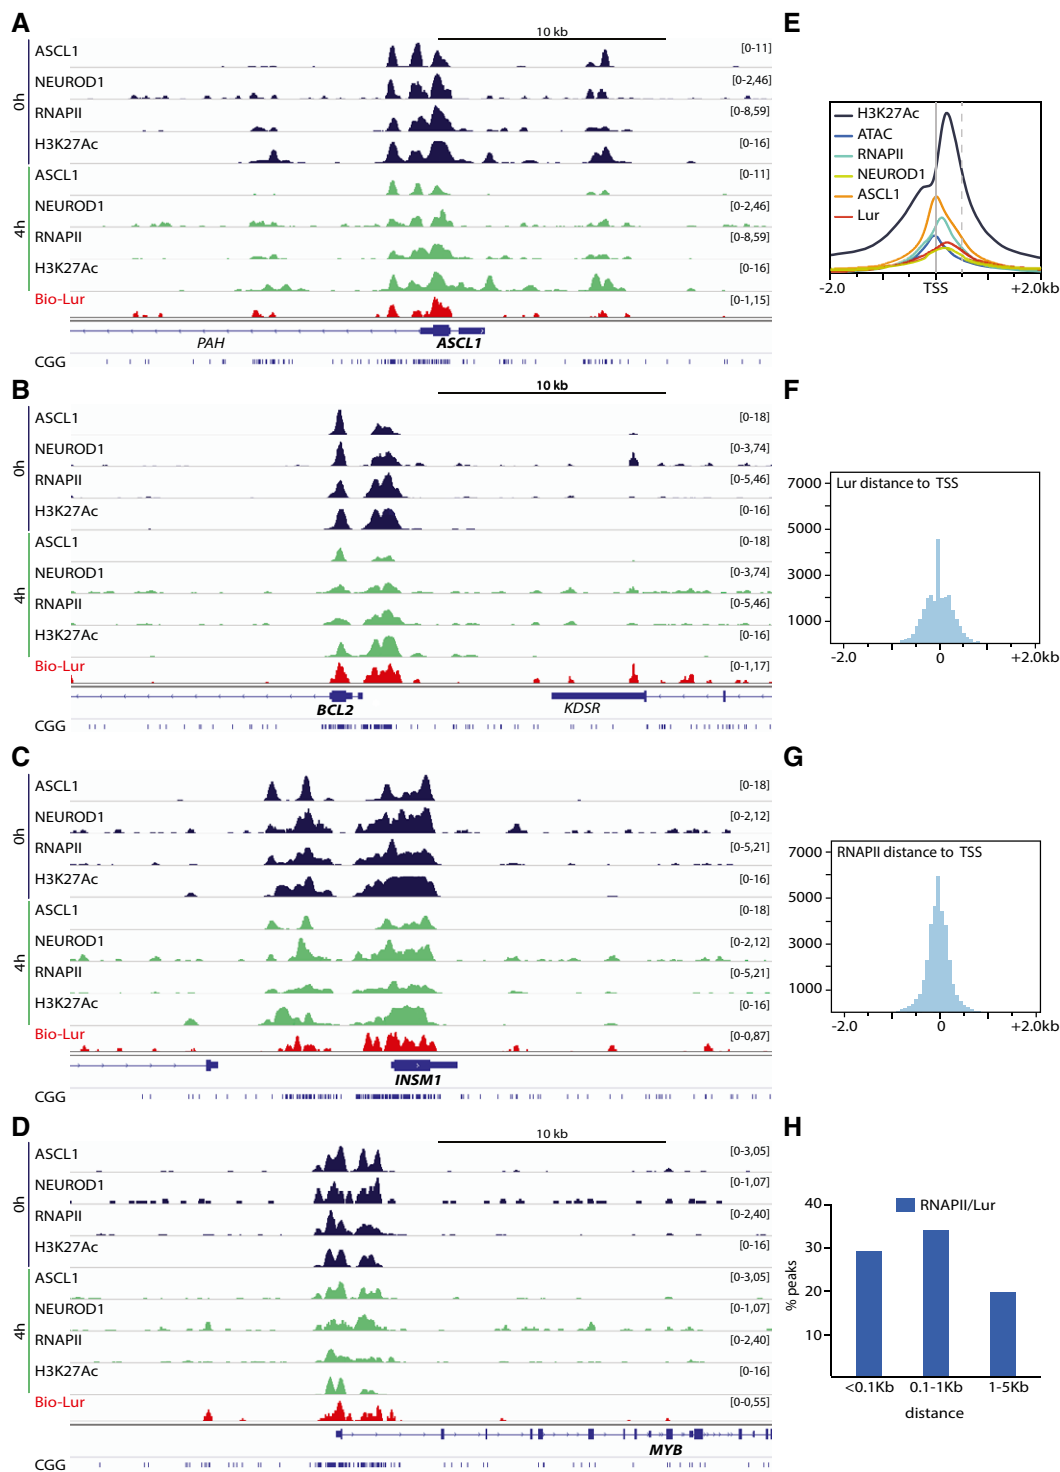 A
10 kb
0h
ASCL1 [0-11]
NEUROD1 [0-2,46]
RNAPII [0-8,59]
H3K27Ac [0-16]
4h
ASCL1 [0-11]
NEUROD1 [0-2,46]
RNAPII [0-8,59]
H3K27Ac [0-16]
Bio-Lur [0-1,15]
PAH ASCL1
CGG
B
10 kb
0h
ASCL1 [0-18]
NEUROD1 [0-3,74]
RNAPII [0-5,46]
H3K27Ac [0-16]
4h
ASCL1 [0-18]
NEUROD1 [0-3,74]
RNAPII [0-5,46]
H3K27Ac [0-16]
Bio-Lur [0-1,17]
BCL2 KDSR
CGG
C
0h
ASCL1 [0-18]
NEUROD1 [0-2,12]
RNAPII [0-5,21]
H3K27Ac [0-16]
4h
ASCL1 [0-18]
NEUROD1 [0-2,12]
RNAPII [0-5,21]
H3K27Ac [0-16]
Bio-Lur [0-0,87]
INSM1
CGG
D
10 kb
0h
ASCL1 [0-3,05]
NEUROD1 [0-1,07]
RNAPII [0-2,40]
H3K27Ac [0-16]
4h
ASCL1 [0-3,05]
NEUROD1 [0-1,07]
RNAPII [0-2,40]
H3K27Ac [0-16]
Bio-Lur [0-0,55]
MYB
CGG
E
H3K27Ac
ATAC
RNAPII
NEUROD1
ASCL1
Lur
-2.0 TSS +2.0kb
F
Lur distance to TSS
7000
5000
3000
1000
-2.0 0 +2.0kb
G
RNAPII distance to TSS
7000
5000
3000
1000
-2.0 0 +2.0kb
H
RNAPII/Lur
% peaks
40
30
20
10
<0.1Kb 0.1-1Kb 1-5Kb
distance